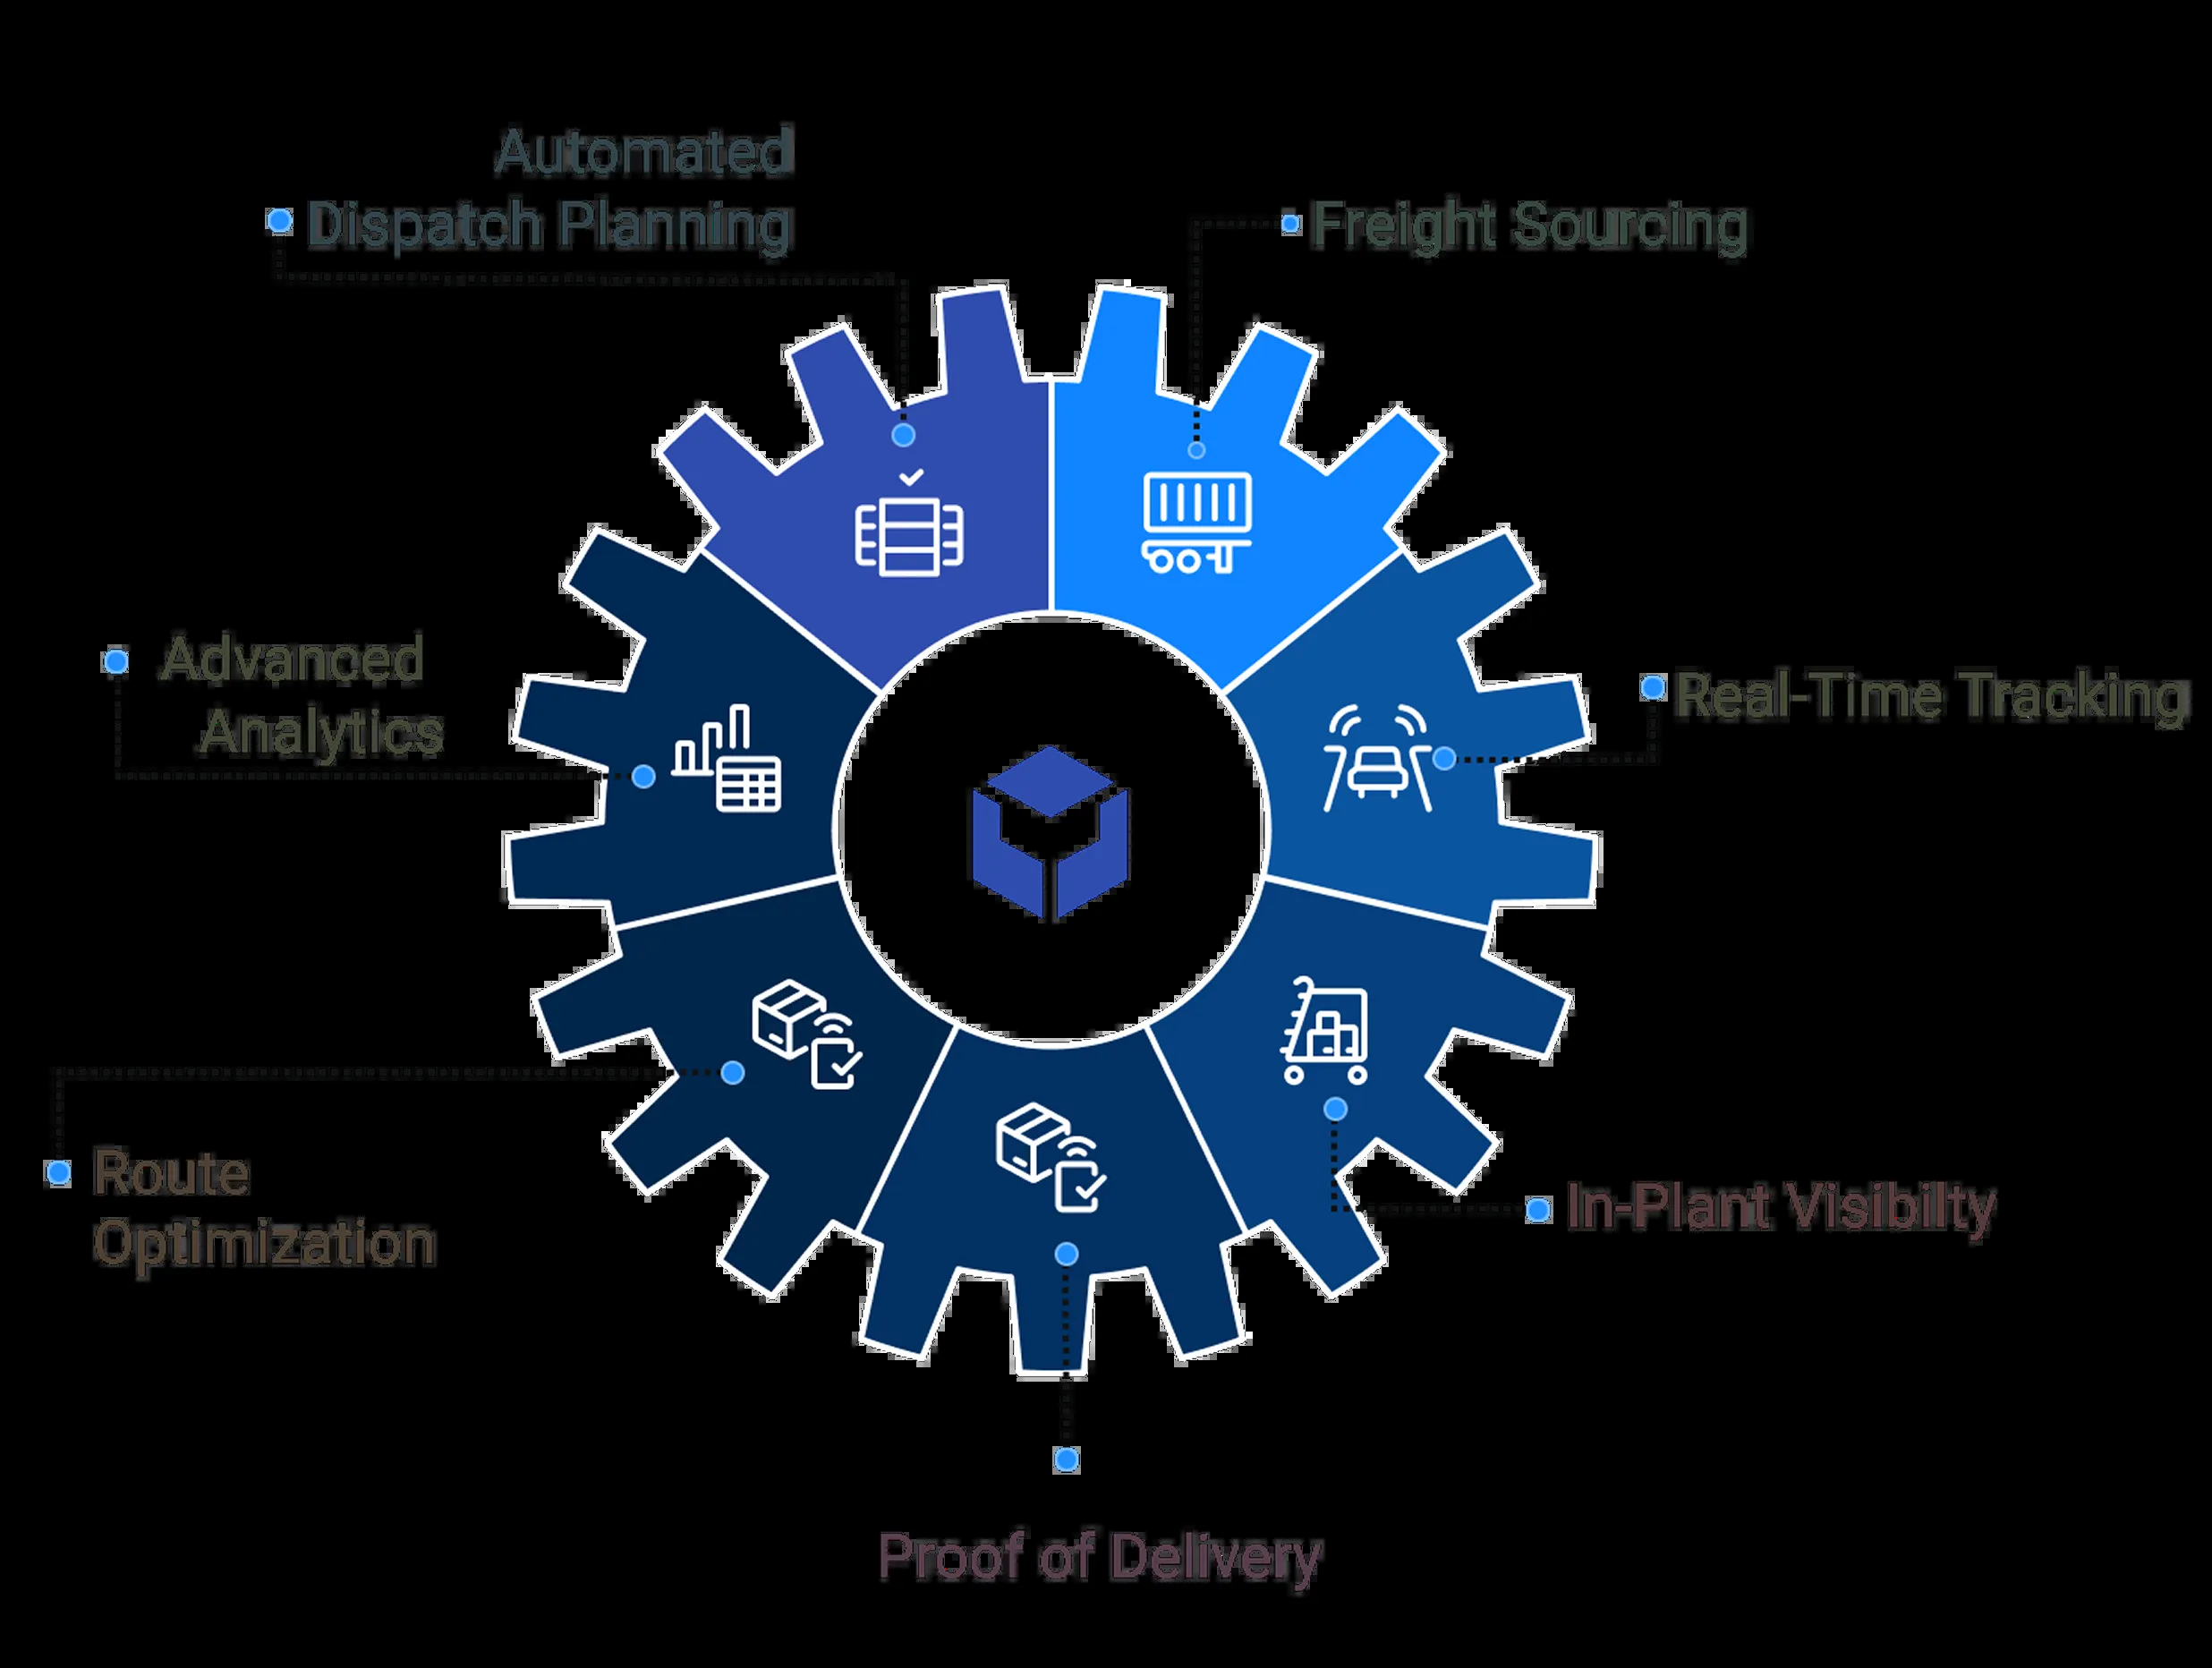 Automated
Dispatch Planning
Freight Sourcing
Advanced
Analytics
Real-Time Tracking
Route
Optimization
In-Plant Visibilty
Proof of Delivery